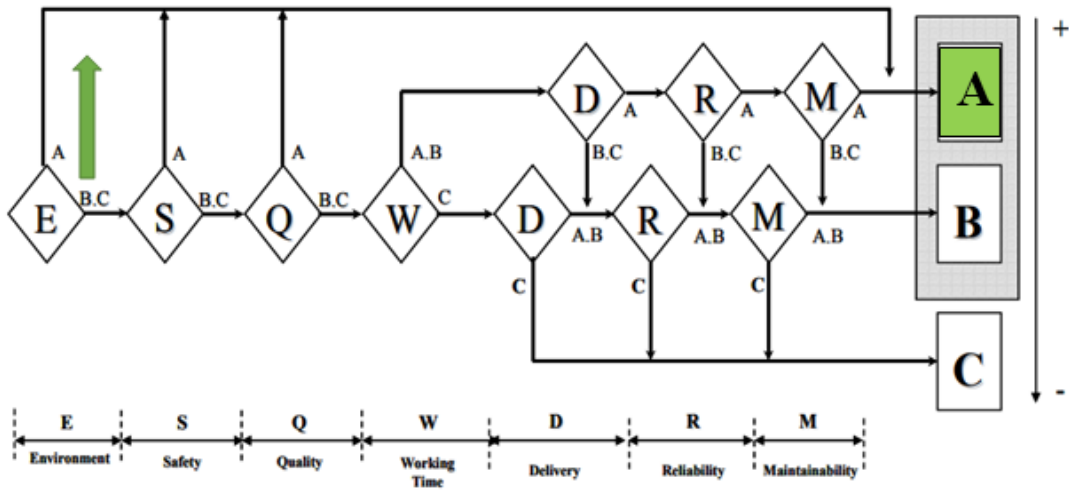 +
D
R
M
A
A
A
A
A
A
A
A.B
B.C
B.C
B.C
B.C
B.C
B.C
C
E
S
Q
W
D
R
M
B
A.B
A.B
A.B
C
C
C
C
-
E
S
Q
W
D
R
M
Environment
Safety
Quality
Working
Time
Delivery
Reliability
Maintainability